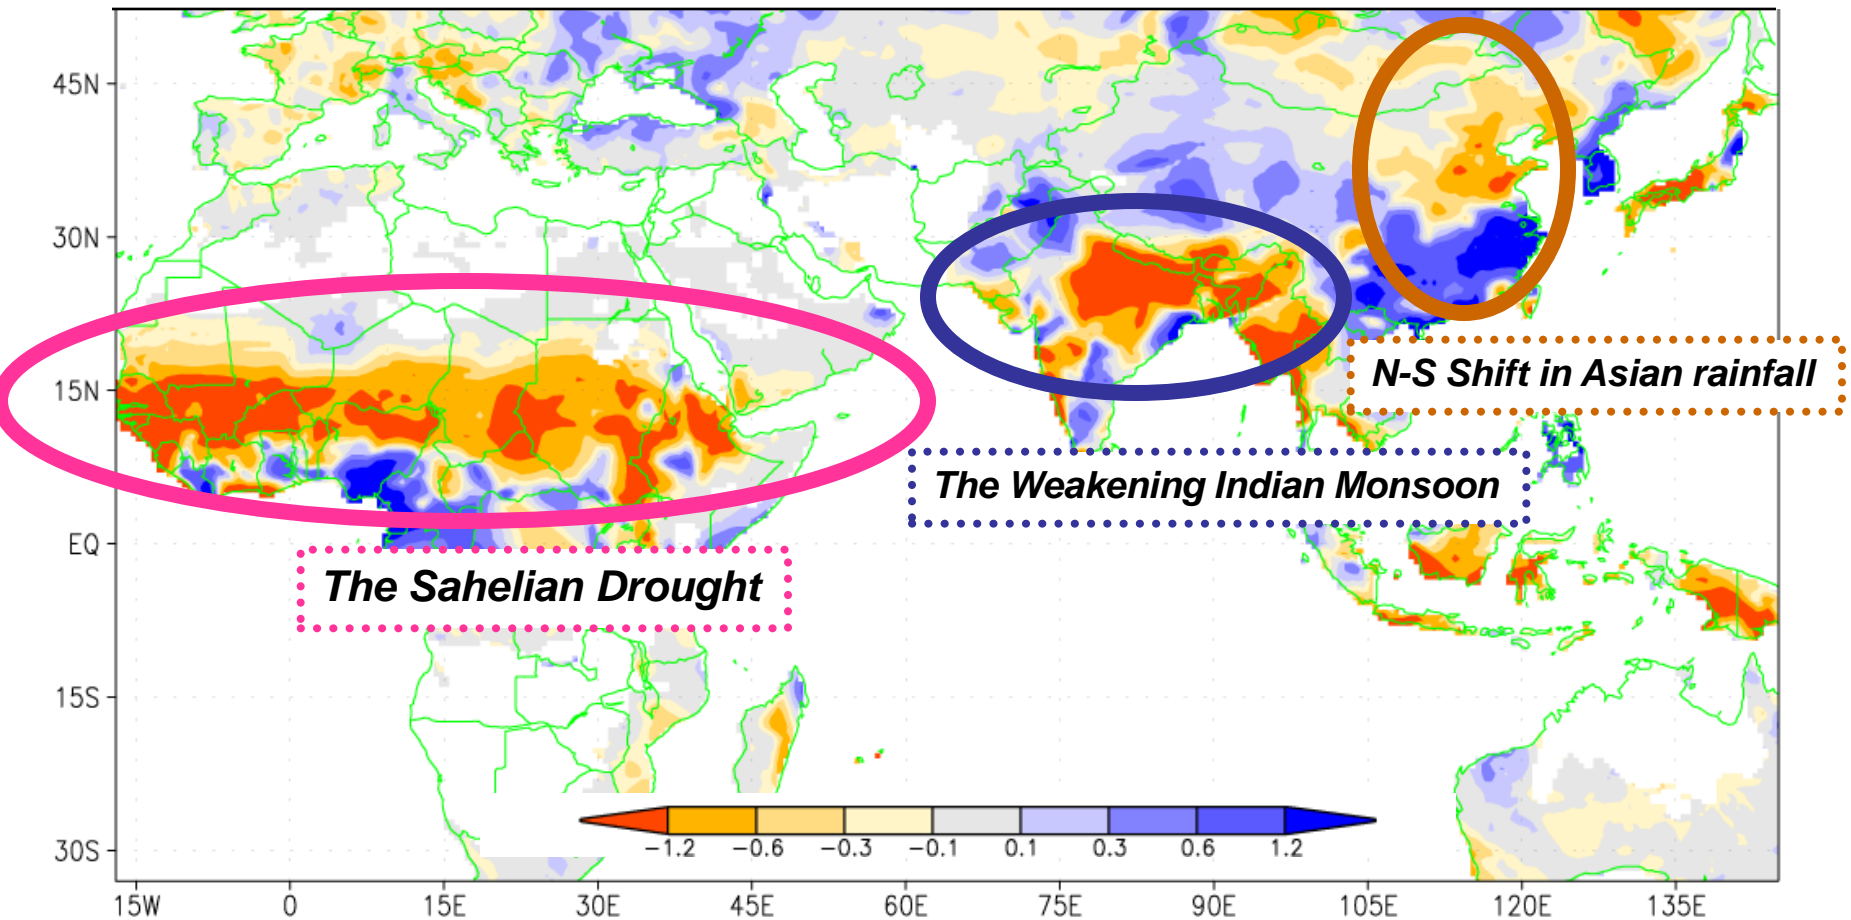 45N
30N
15N
EQ
15S
30S
N-S Shift in Asian rainfall
The Weakening Indian Monsoon
The Sahelian Drought
−1.2 −0.6 −0.3 −0.1 0.1 0.3 0.6 1.2
15W 0 15E 30E 45E 60E 75E 90E 105E 120E 135E